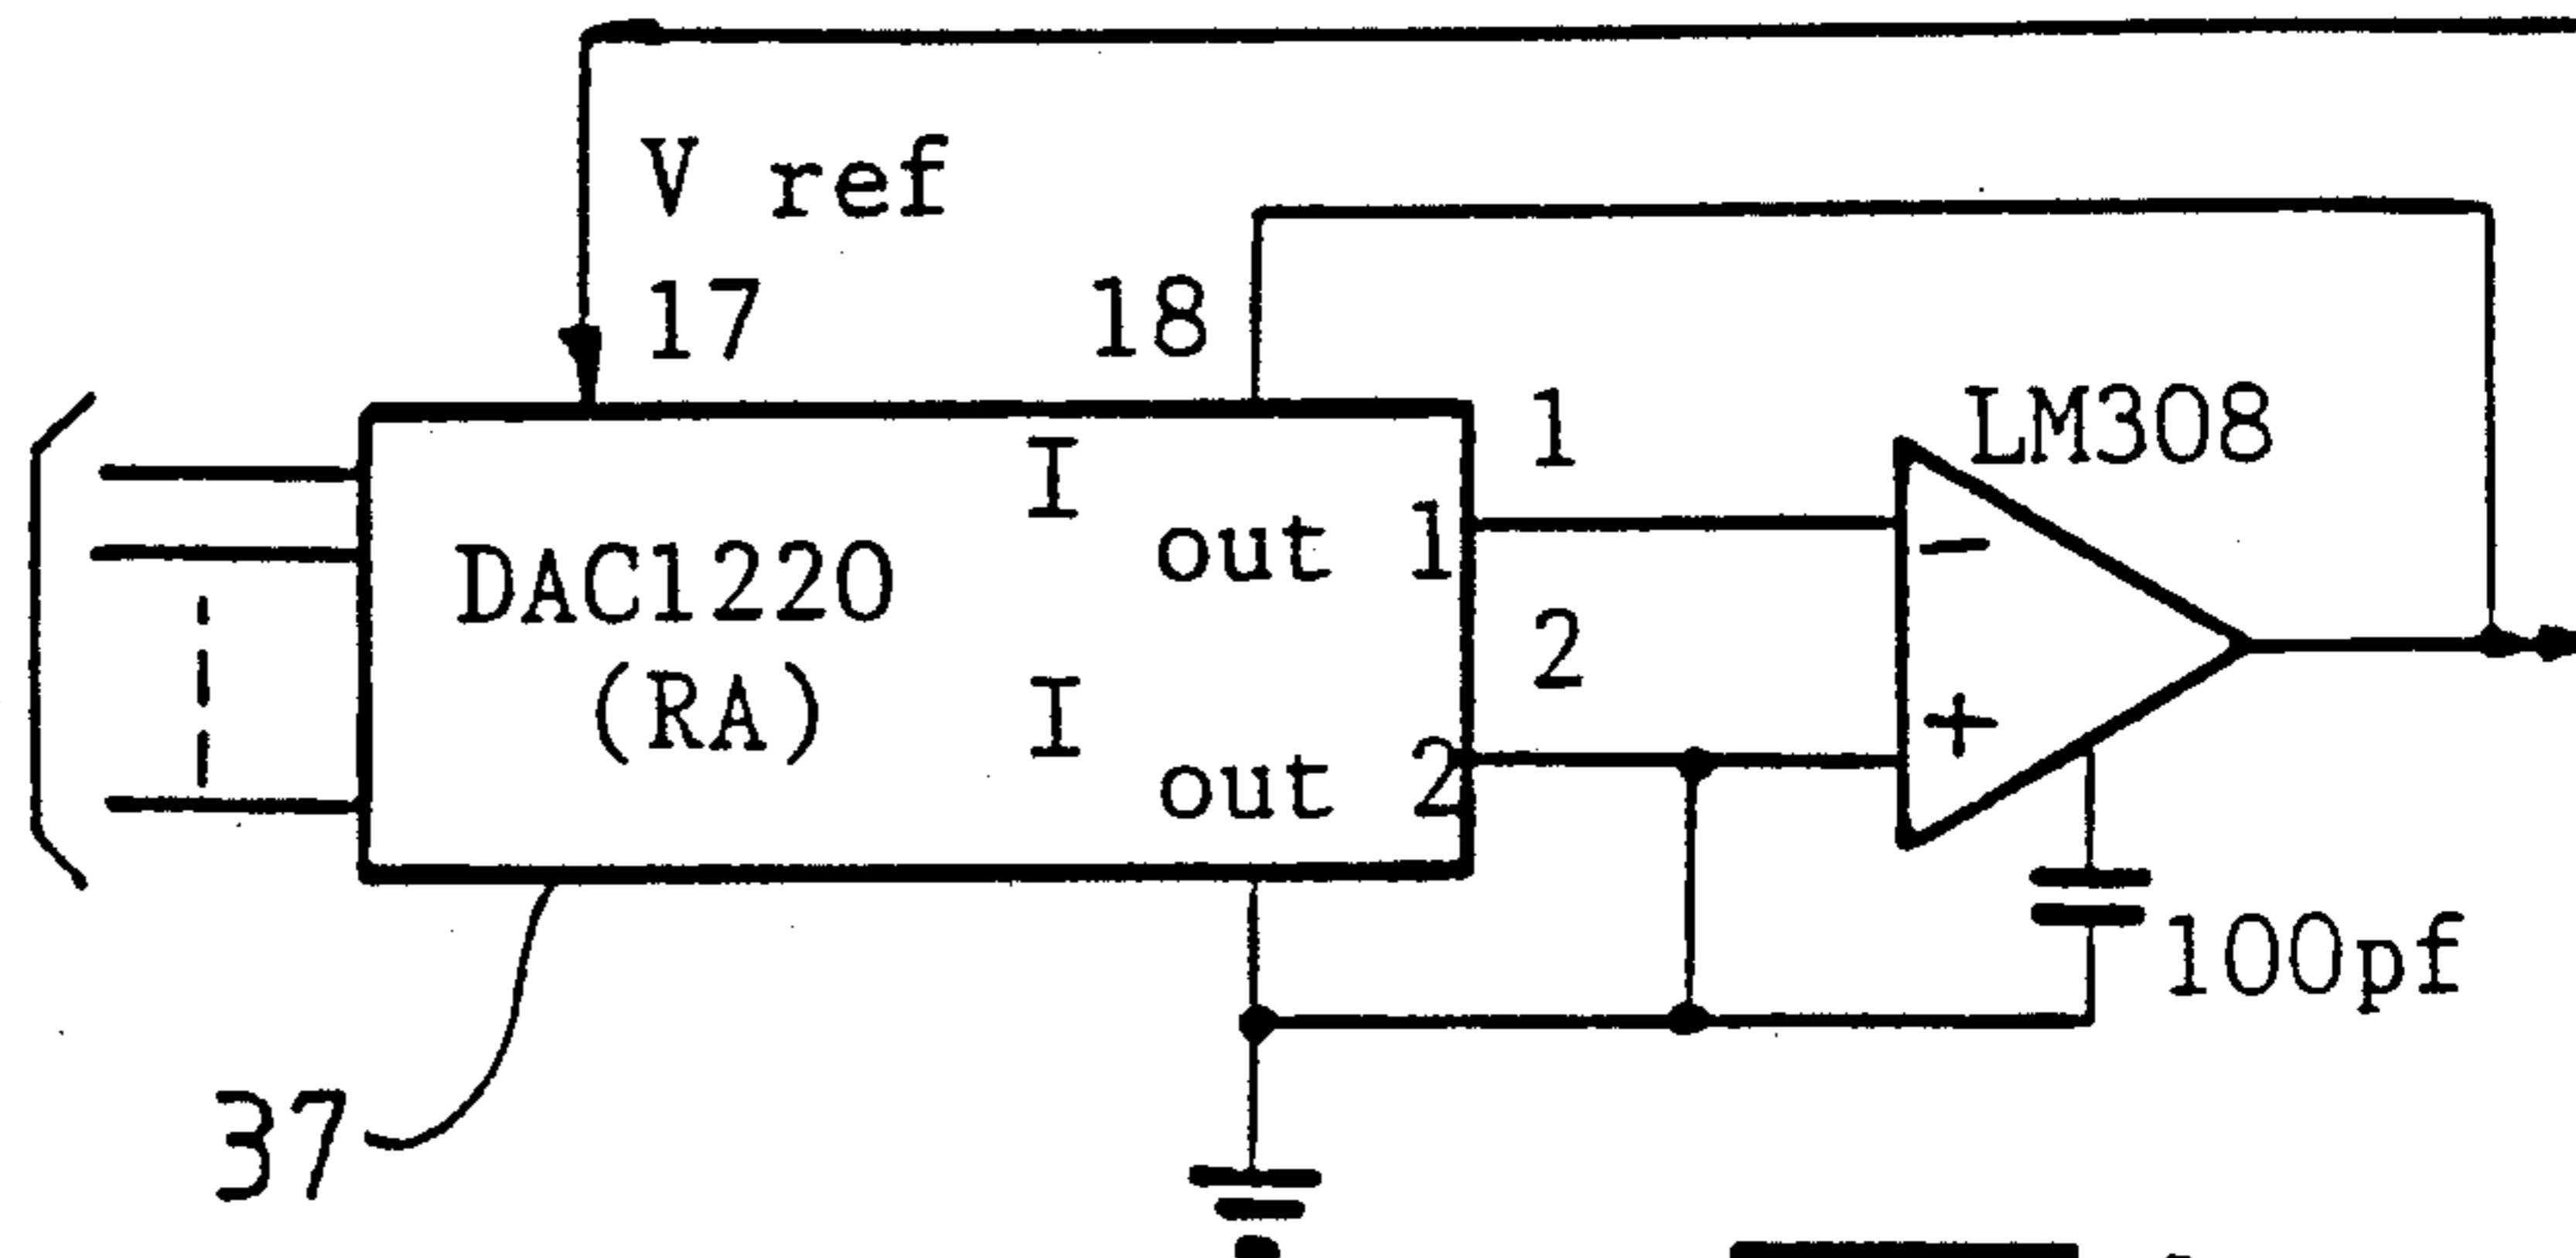 V ref
17
18
1
LM308
I out 1
DAC1220
(RA)
2
I out 2
-
+
100pf
37